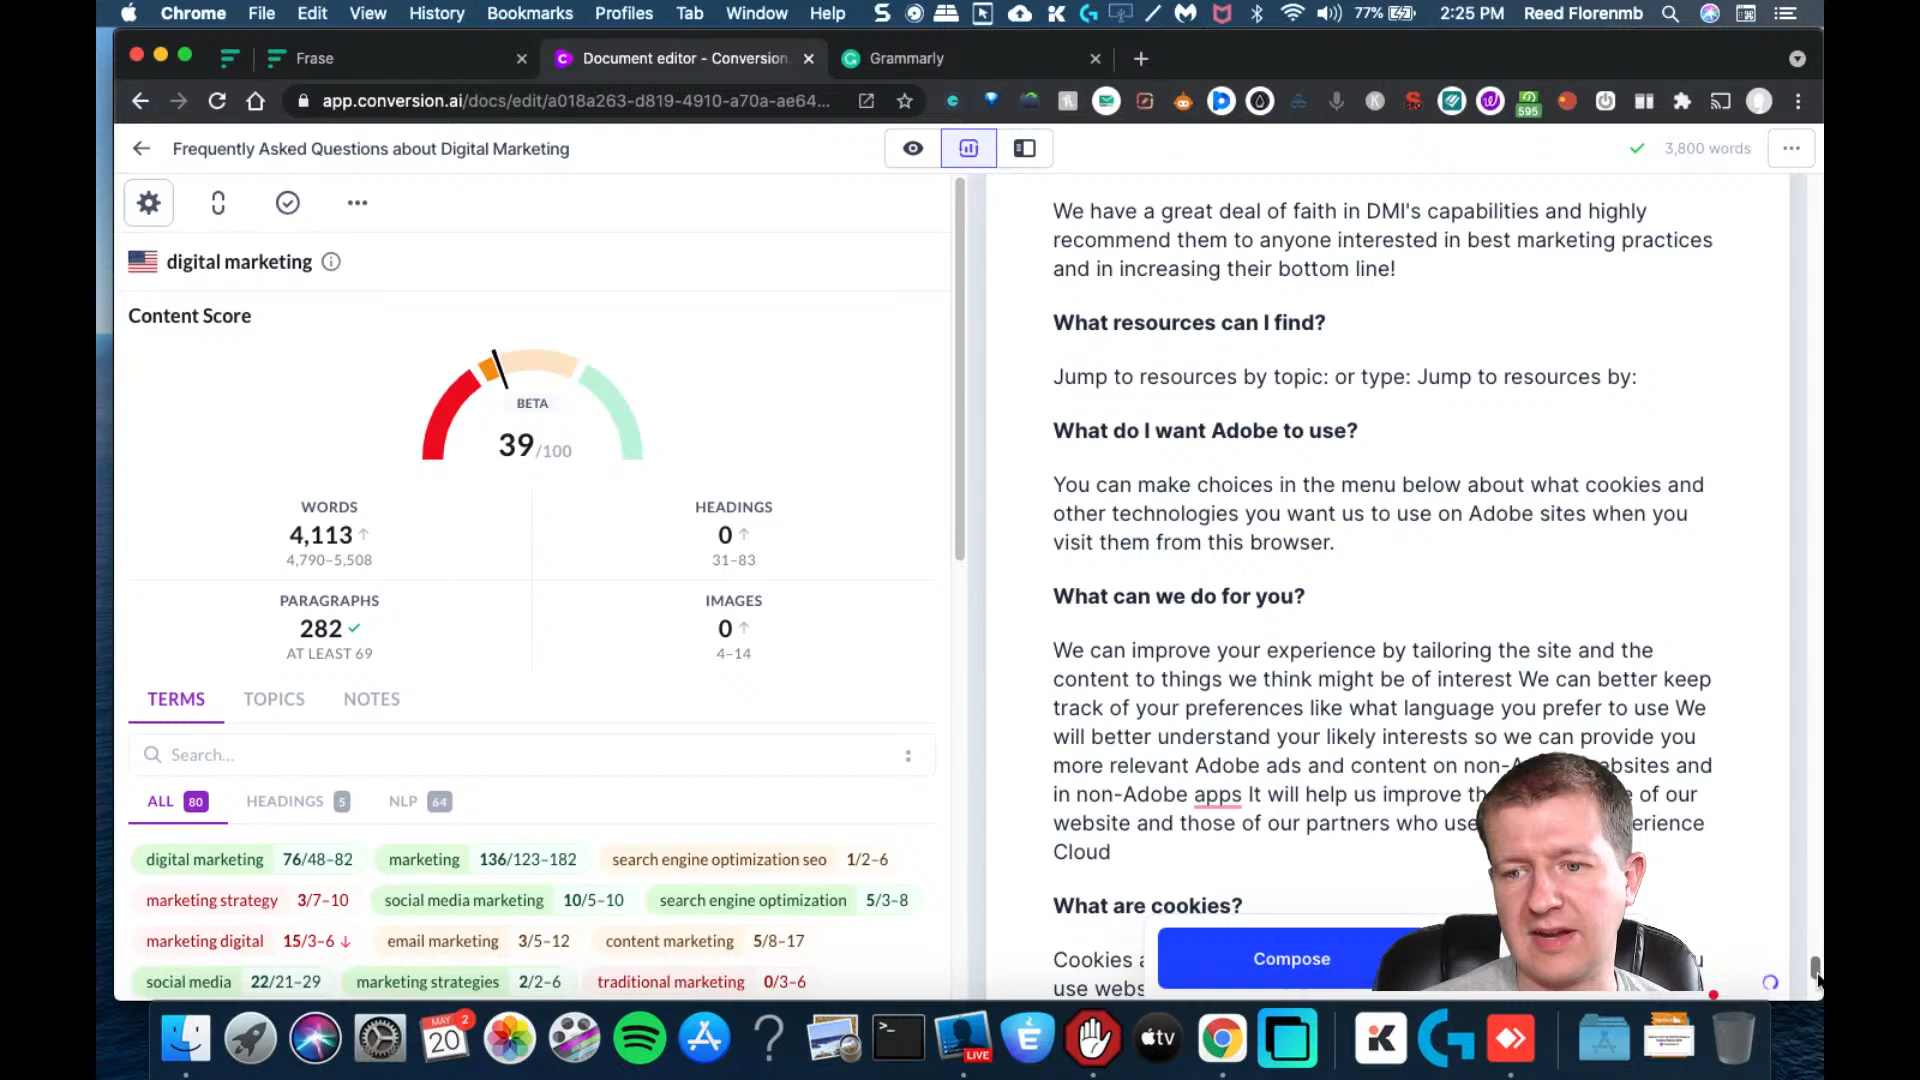 Chrome File Edit View History Bookmarks Profiles Tab Window Help 77% 2:25 PM Reed Florenmb
Frase
Document editor - Conversion.
Grammarly
app.conversion.ai/docs/edit/a018a263-d819-4910-a70a-ae64...
595
Frequently Asked Questions about Digital Marketing
3,800 words
digital marketing
Content Score
BETA
39/100
WORDS
4,113
4,790–5,508
HEADINGS
0
31–83
PARAGRAPHS
282
AT LEAST 69
IMAGES
0
4–14
TERMS TOPICS NOTES
Search...
ALL 80 HEADINGS 5 NLP 64
digital marketing 76/48–82 marketing 136/123–182 search engine optimization seo 1/2–6
marketing strategy 3/7–10 social media marketing 10/5–10 search engine optimization 5/3–8
marketing digital 15/3–6 email marketing 3/5–12 content marketing 5/8–17
social media 22/21–29 marketing strategies 2/2–6 traditional marketing 0/3–6
We have a great deal of faith in DMI's capabilities and highly
recommend them to anyone interested in best marketing practices
and in increasing their bottom line!
What resources can I find?
Jump to resources by topic: or type: Jump to resources by:
What do I want Adobe to use?
You can make choices in the menu below about what cookies and
other technologies you want us to use on Adobe sites when you
visit them from this browser.
What can we do for you?
We can improve your experience by tailoring the site and the
content to things we think might be of interest We can better keep
track of your preferences like what language you prefer to use We
will better understand your likely interests so we can provide you
more relevant Adobe ads and content on non- websites and
in non-Adobe apps It will help us improve of our
website and those of our partners who use
Cloud
What are cookies?
Cookies
use
Compose
MAY
20
2
LIVE
tv